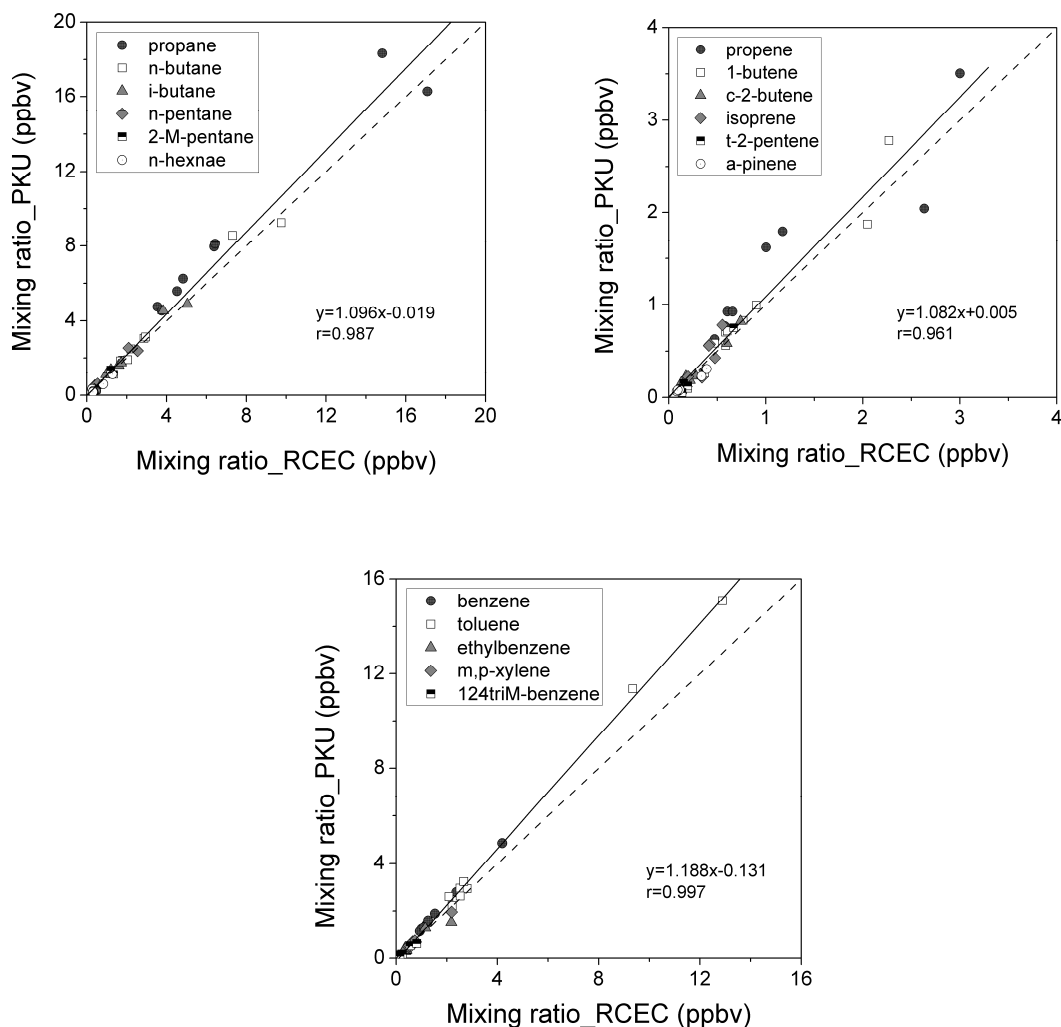 20
16
12
8
4
0
0
4
8
12
16
20
Mixing ratio_PKU (ppbv)
Mixing ratio_RCEC (ppbv)
propane
n-butane
i-butane
n-pentane
2-M-pentane
n-hexnae
y=1.096x-0.019
r=0.987
4
3
2
1
0
0
1
2
3
4
Mixing ratio_PKU (ppbv)
Mixing ratio_RCEC (ppbv)
propene
1-butene
c-2-butene
isoprene
t-2-pentene
a-pinene
y=1.082x+0.005
r=0.961
16
12
8
4
0
0
4
8
12
16
Mixing ratio_PKU (ppbv)
Mixing ratio_RCEC (ppbv)
benzene
toluene
ethylbenzene
m,p-xylene
124triM-benzene
y=1.188x-0.131
r=0.997